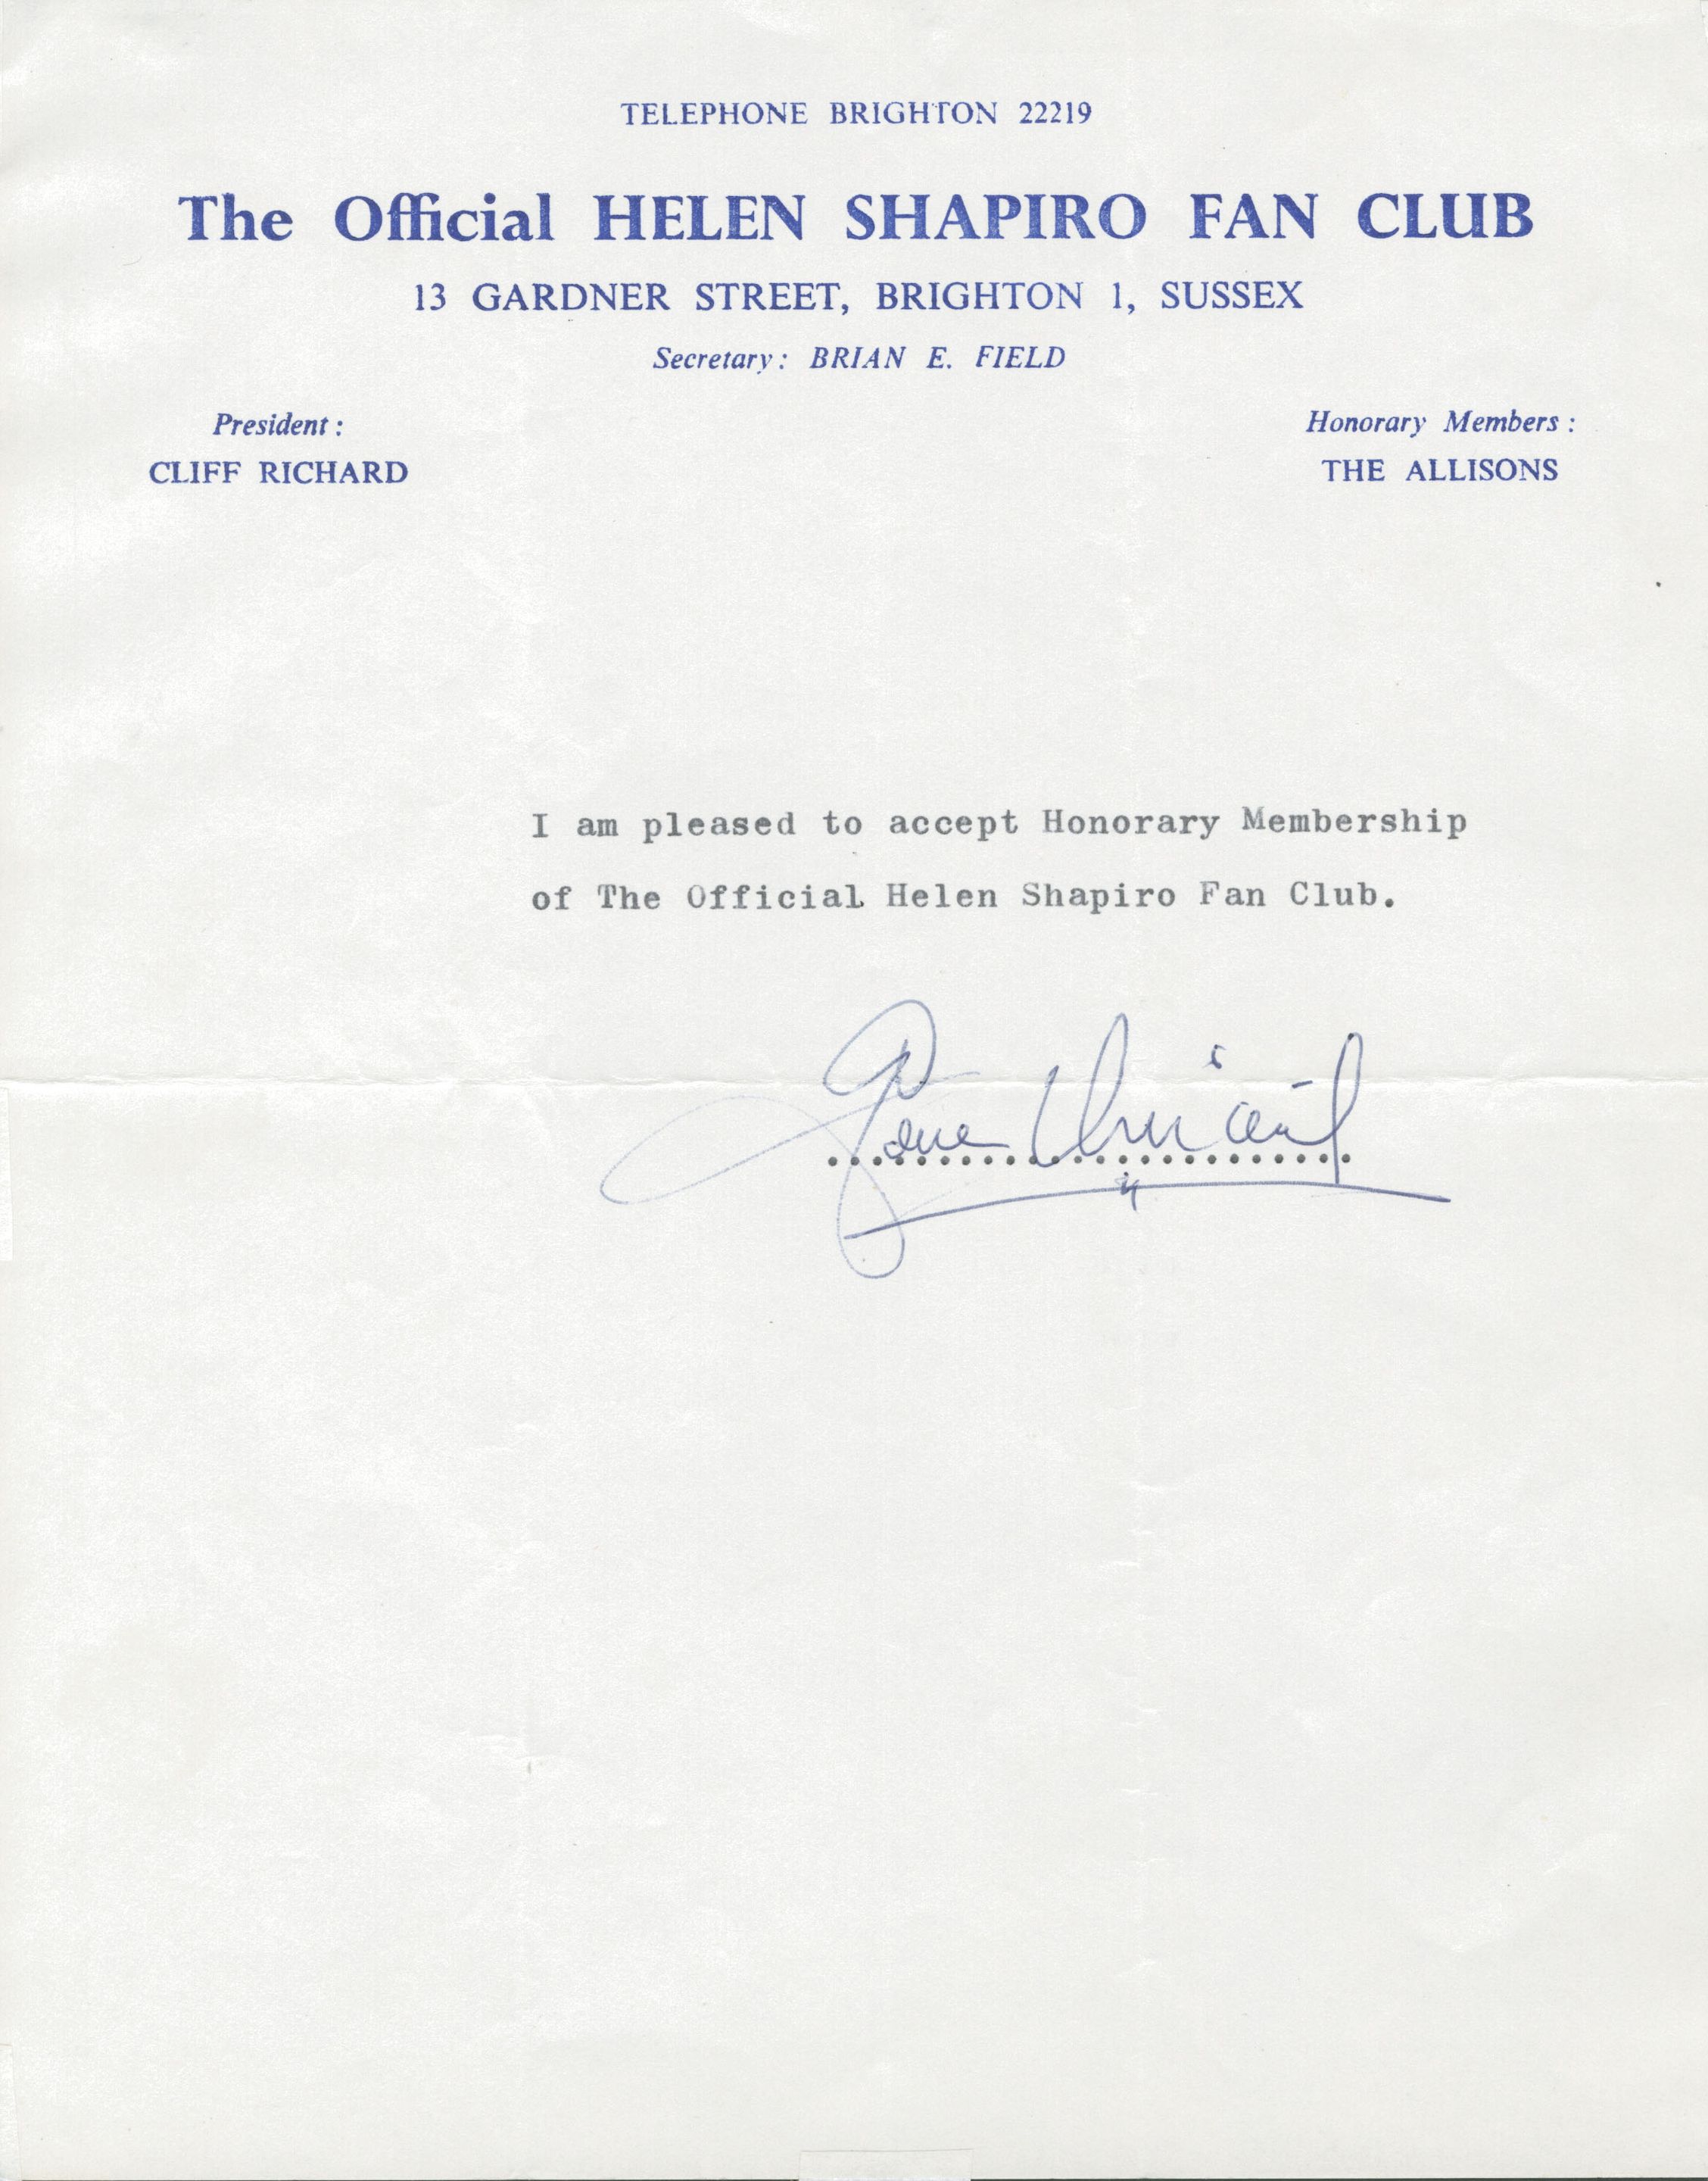 TELEPHONE BRIGHTON 22219
The Official HELEN SHAPIRO FAN CLUB
13 GARDNER STREET, BRIGHTON 1, SUSSEX
Secretary: BRIAN E. FIELD
President:
CLIFF RICHARD
Honorary Members:
THE ALLISONS
I am pleased to accept Honorary Membership
of The Official Helen Shapiro Fan Club.
Gene Vincent